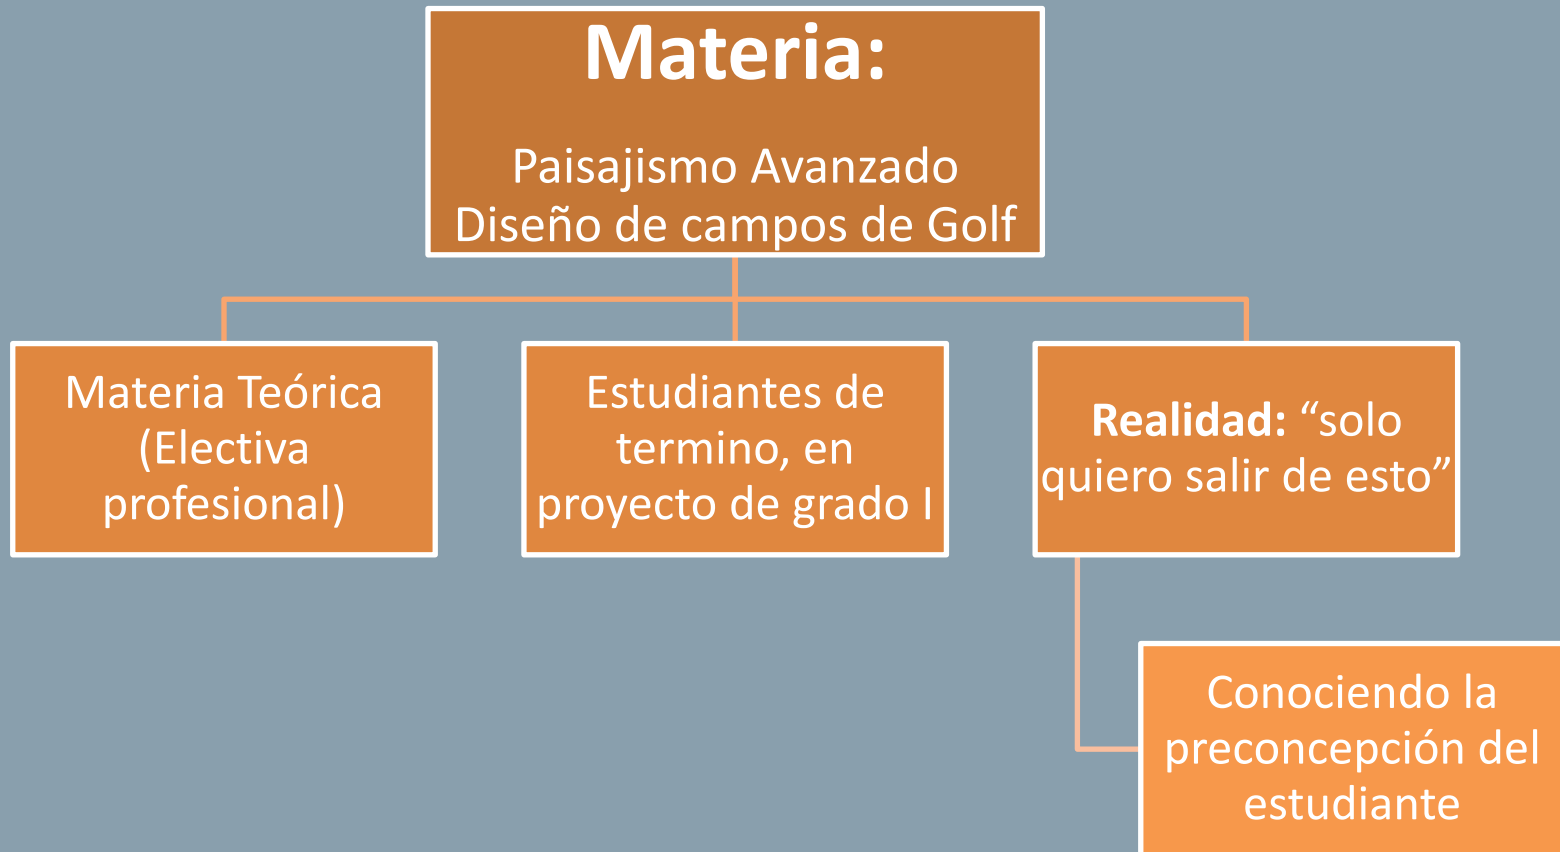 Materia:
Paisajismo Avanzado
Diseño de campos de Golf
Materia Teórica
(Electiva
profesional)
Estudiantes de
termino, en
proyecto de grado I
Realidad: “solo
quiero salir de esto”
Conociendo la
preconcepción del
estudiante